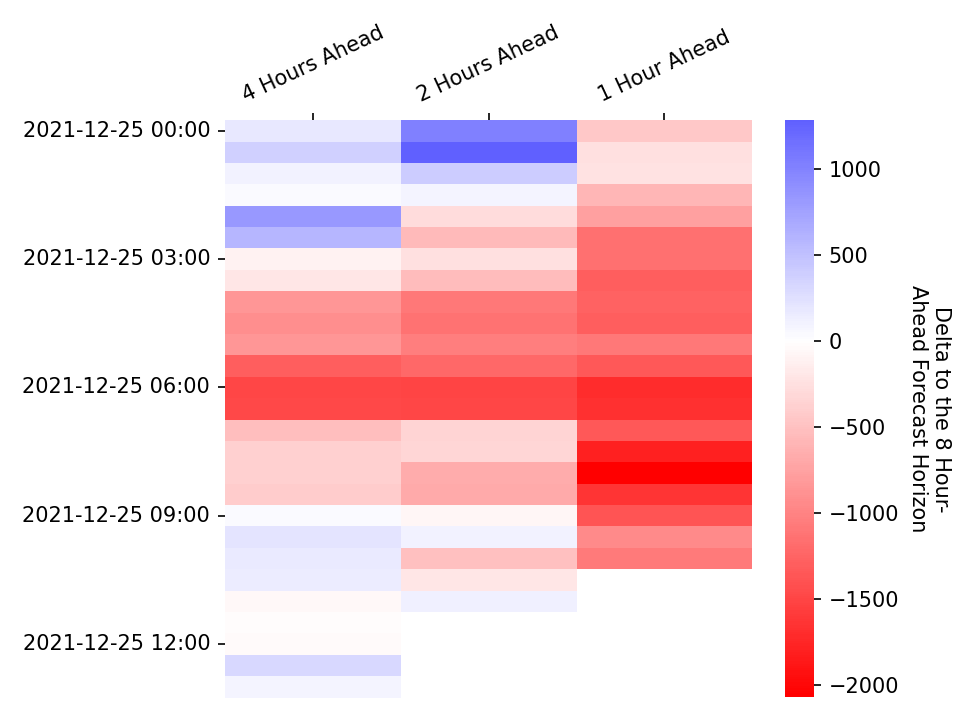 4 Hours Ahead
2 Hours Ahead
1 Hour Ahead
2021-12-25 00:00
2021-12-25 03:00
2021-12-25 06:00
2021-12-25 09:00
2021-12-25 12:00
1000
500
0
−500
−1000
−1500
−2000
Delta to the 8 Hour-
Ahead Forecast Horizon